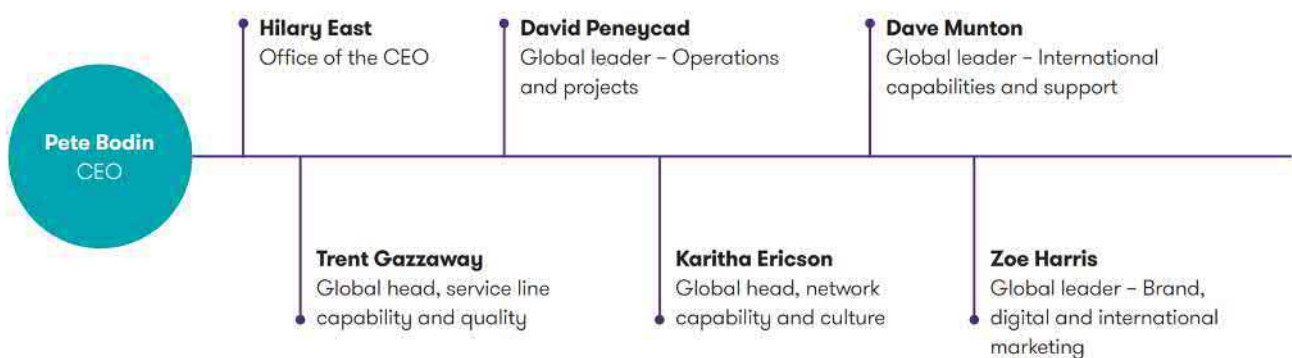 Pete Bodin
CEO
Hilary East
Office of the CEO
David Peneycad
Global leader – Operations
and projects
Dave Munton
Global leader – International
capabilities and support
Trent Gazzaway
Global head, service line
capability and quality
Karitha Ericson
Global head, network
capability and culture
Zoe Harris
Global leader – Brand,
digital and international
marketing